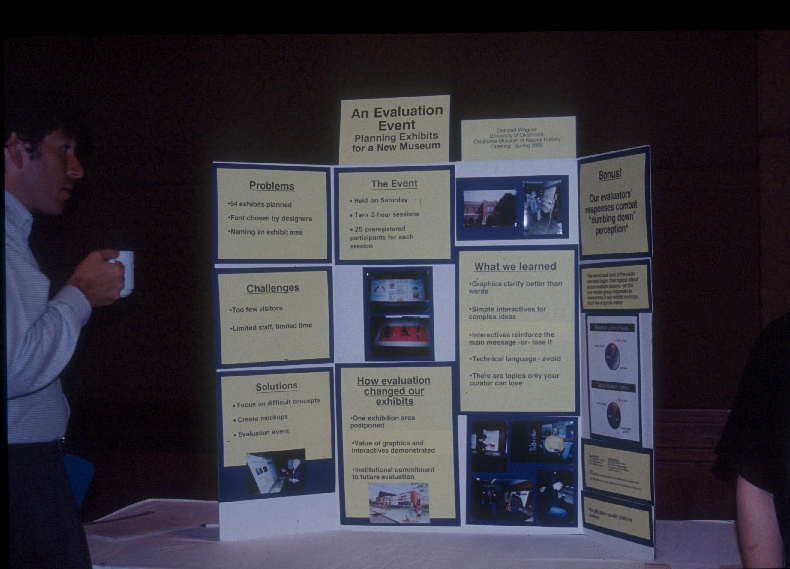 An Evaluation
Event
Planning Exhibits
for a New Museum
Deborah Wagner
University of Oklahoma
Oklahoma Museum of Natural History
Opening: Spring 2000
Problems
•54 exhibits planned
•Font chosen by designers
•Naming an exhibit area
Challenges
•Too few visitors
•Limited staff, limited time
Solutions
• Focus on difficult concepts
• Create mockups
• Evaluation event
The Event
• Held on Saturday
• Two 2-hour sessions
• 25 preregistered
participants for each
session
How evaluation
changed our
exhibits
•One exhibition area
postponed
•Value of graphics and
interactives demonstrated
•Institutional commitment
to future evaluation
What we learned
•Graphics clarify better than
words
•Simple interactives for
complex ideas
•Interactives reinforce the
main message -or- lose it
•Technical language - avoid
•There are topics only your
curator can love
Bonus!
Our evaluators'
responses combat
"dumbing down"
perception*